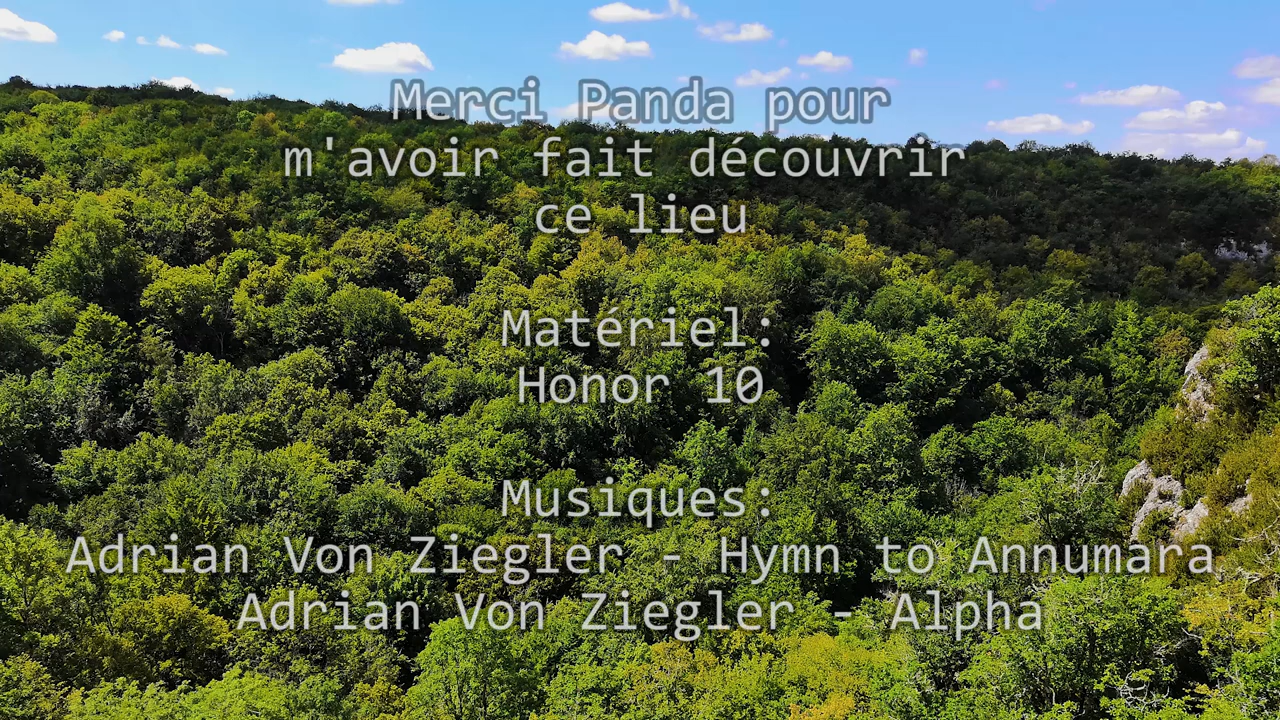 Merci Panda pour
m'avoir fait découvrir
ce lieu
Matériel:
Honor 10
Musiques:
Adrian Von Ziegler - Hymn to Annumara
Adrian Von Ziegler - Alpha